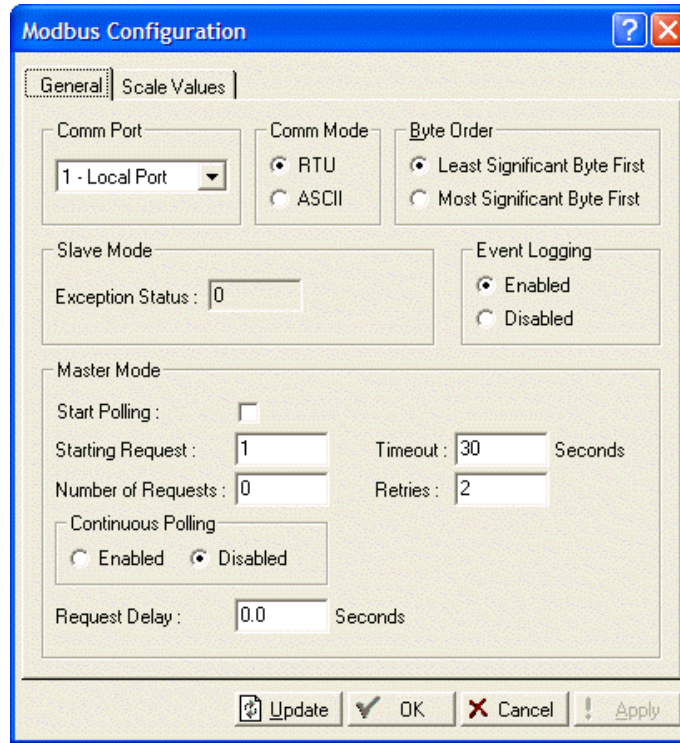 Modbus Configuration
General Scale Values
Comm Port Comm Mode Byte Order
1 - Local Port RTU Least Significant Byte First
ASCII Most Significant Byte First
Slave Mode Event Logging
Exception Status : 0 Enabled
Disabled
Master Mode
Start Polling :
Starting Request : 1 Timeout : 30 Seconds
Number of Requests : 0 Retries : 2
Continuous Polling
Enabled Disabled
Request Delay : 0.0 Seconds
Update OK Cancel Apply